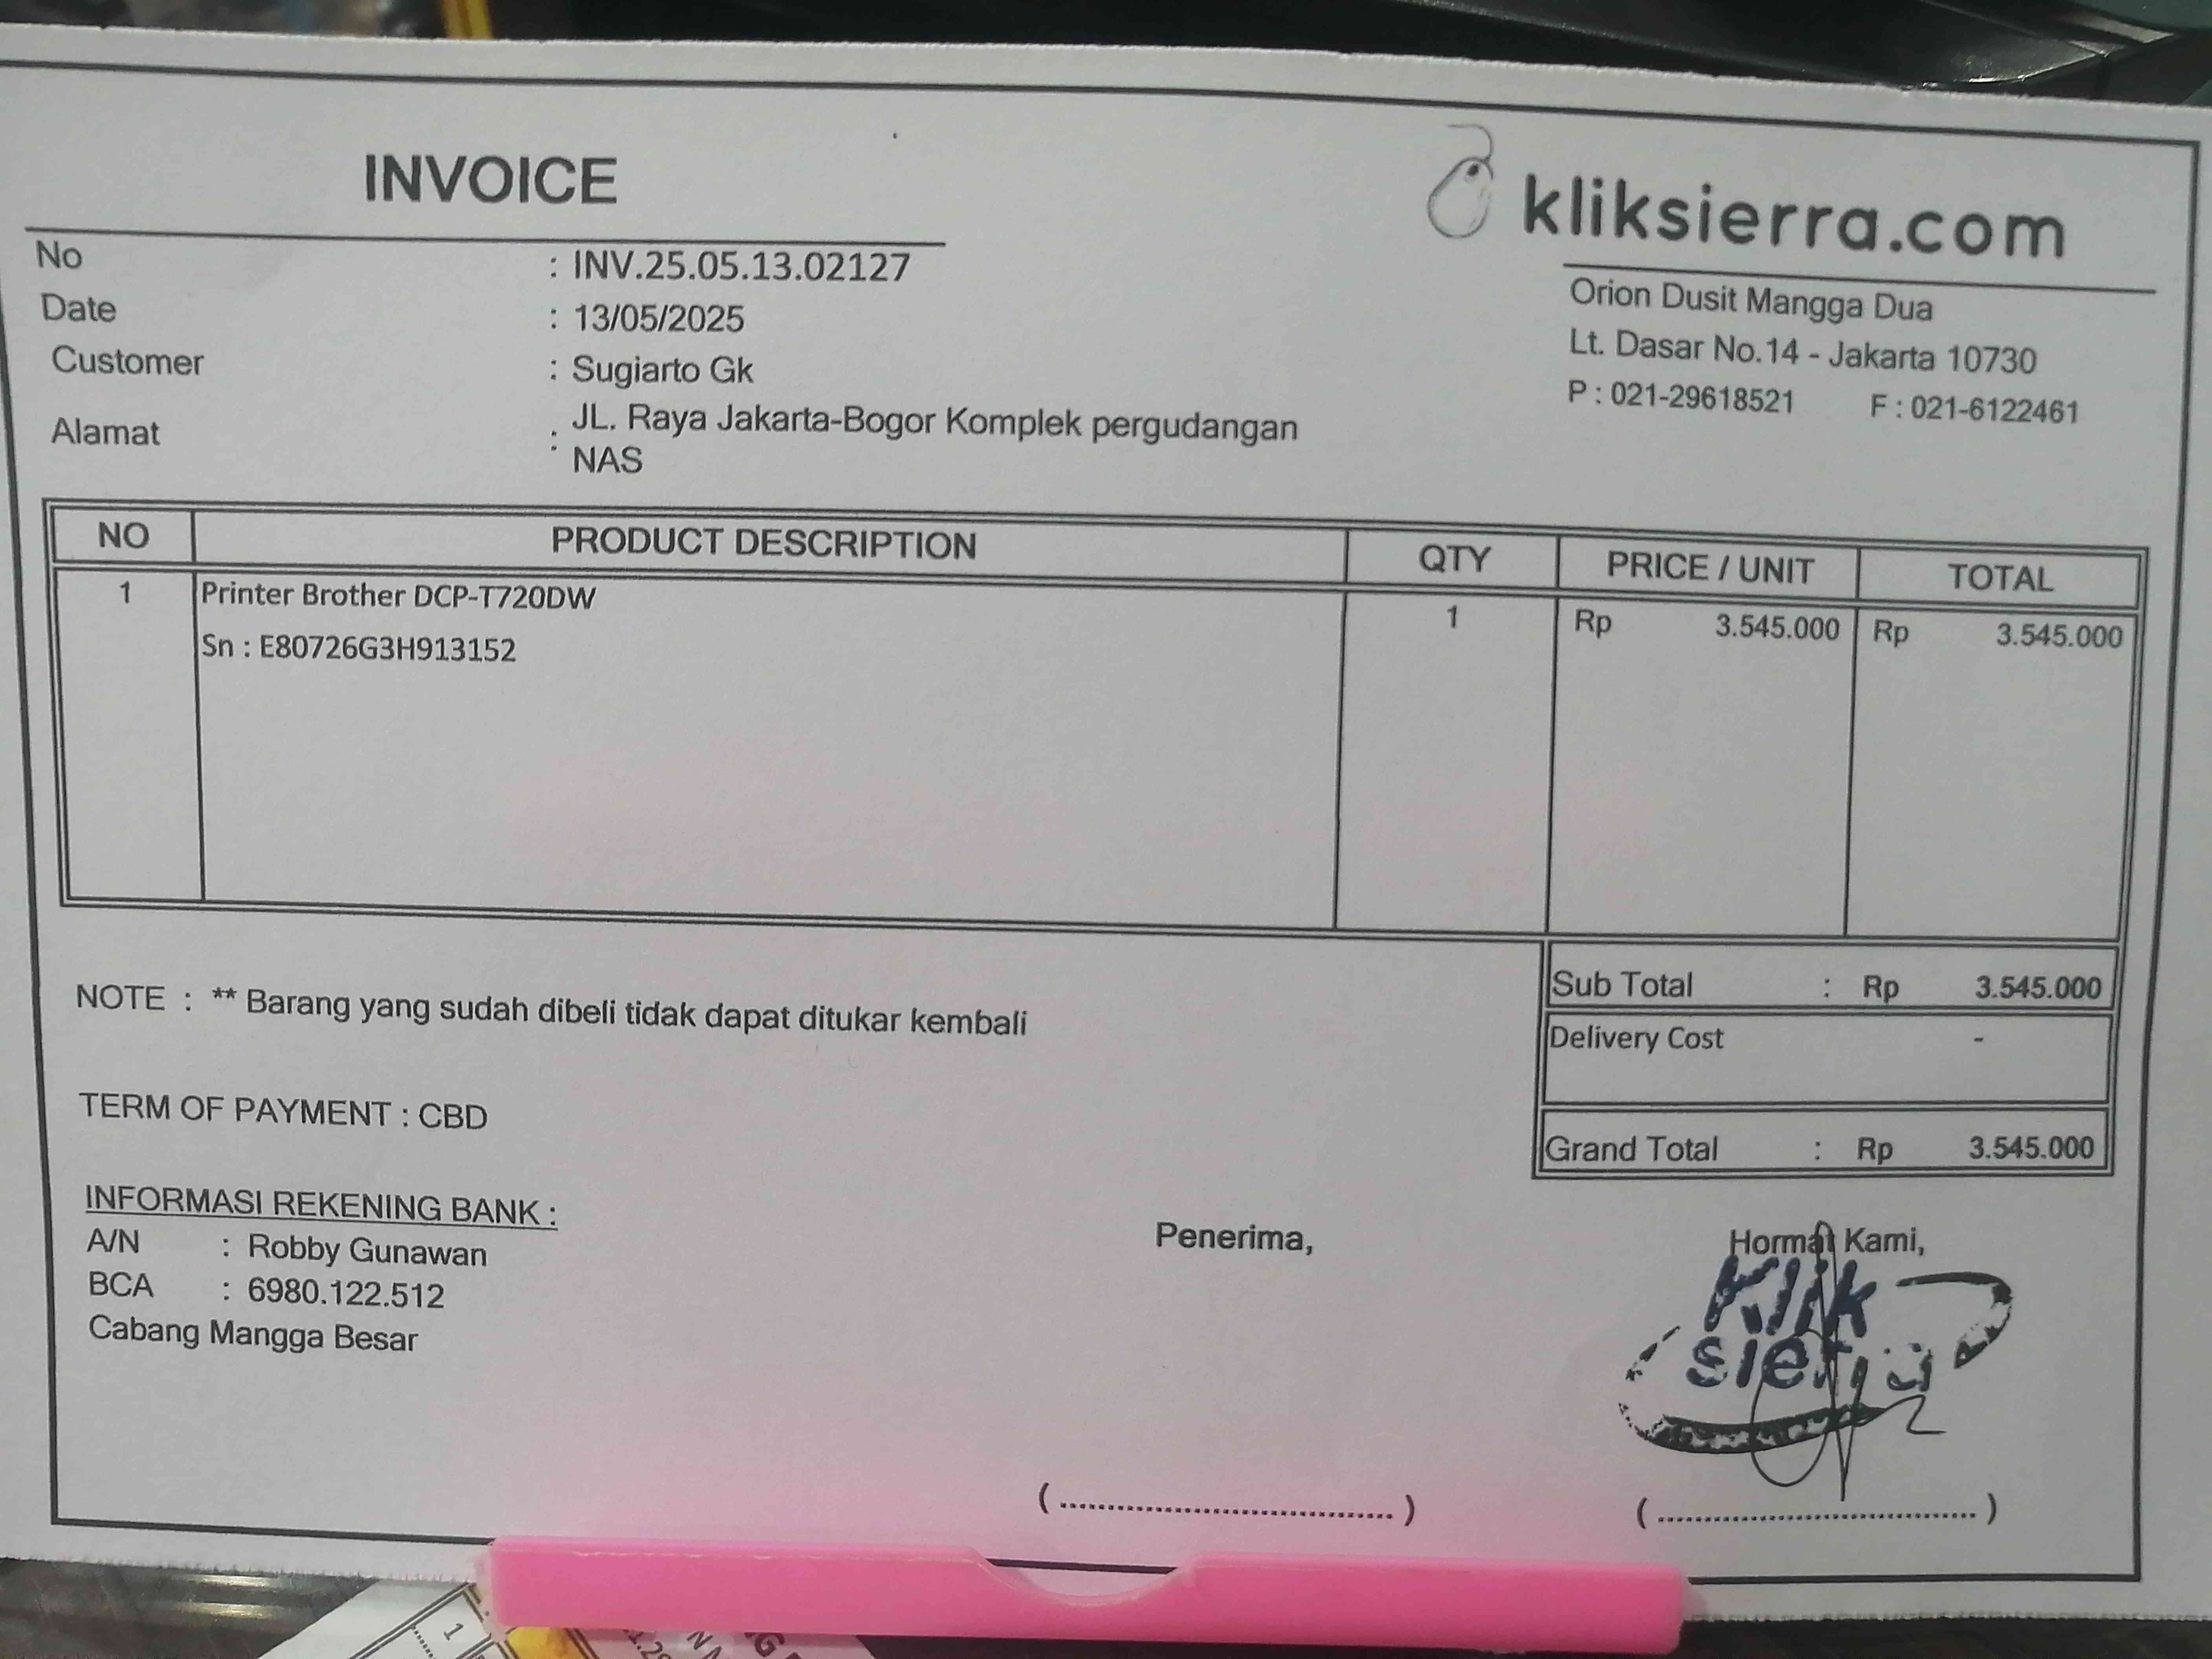 INVOICE
kliksierra.com
Orion Dusit Mangga Dua
Lt. Dasar No.14 - Jakarta 10730
P : 021-29618521 F : 021-6122461
No : INV.25.05.13.02127
Date : 13/05/2025
Customer : Sugiarto Gk
Alamat : JL. Raya Jakarta-Bogor Komplek pergudangan
NAS
NO PRODUCT DESCRIPTION QTY PRICE / UNIT TOTAL
1 Printer Brother DCP-T720DW 1 Rp 3.545.000 Rp 3.545.000
Sn : E80726G3H913152
Sub Total : Rp 3.545.000
Delivery Cost -
Grand Total : Rp 3.545.000
NOTE : ** Barang yang sudah dibeli tidak dapat ditukar kembali
TERM OF PAYMENT : CBD
INFORMASI REKENING BANK :
A/N : Robby Gunawan
BCA : 6980.122.512
Cabang Mangga Besar
Penerima,
(....................................)
Hormat Kami,
Klik
sierra
(....................................)
1